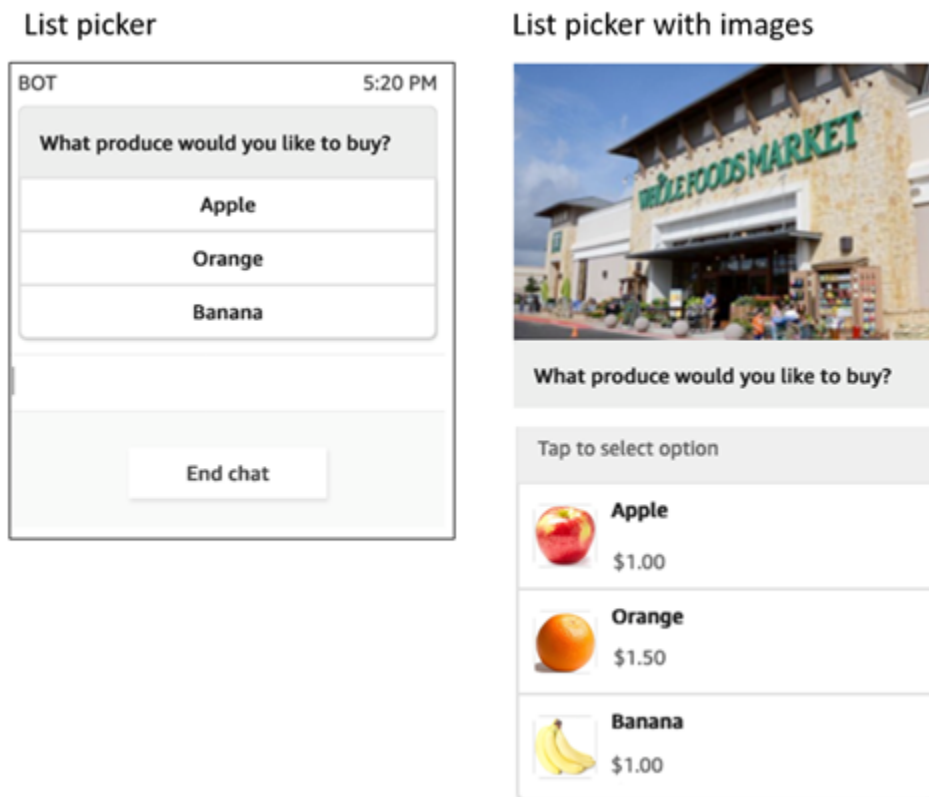 List picker
BOT 5:20 PM
What produce would you like to buy?
Apple
Orange
Banana
End chat
List picker with images
WHOLE FOODS MARKET
What produce would you like to buy?
Tap to select option
Apple
$1.00
Orange
$1.50
Banana
$1.00